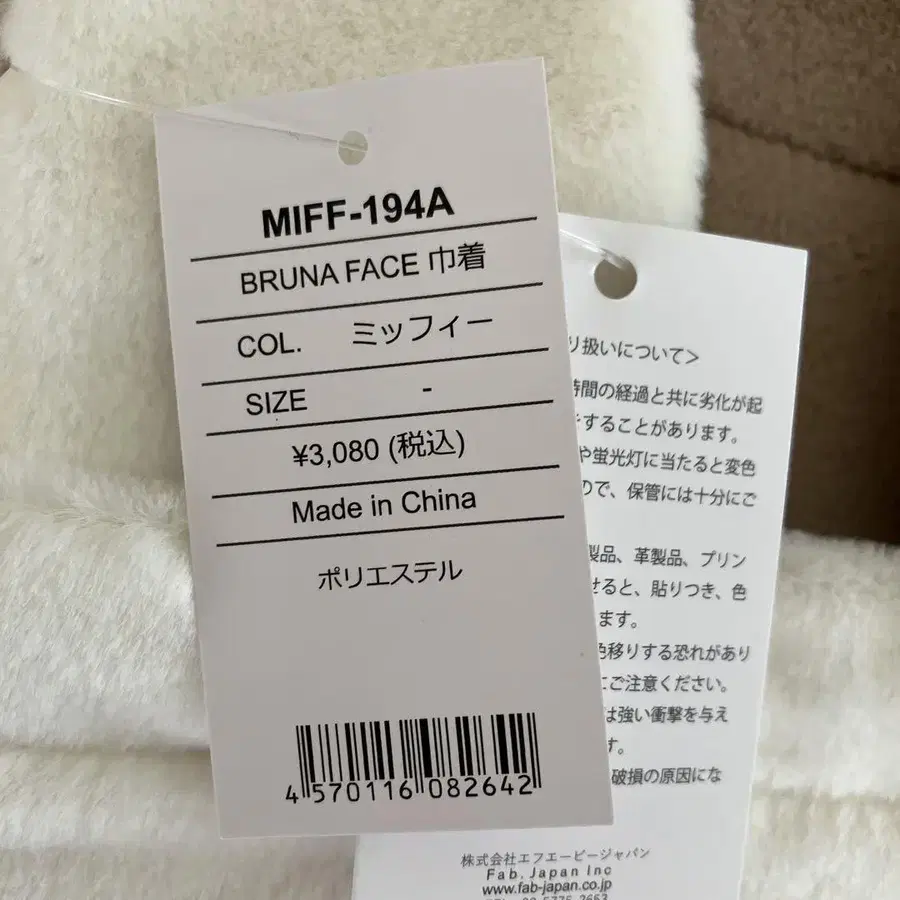 MIFF-194A
BRUNA FACE 巾着
COL. ミッフィー
SIZE -
¥3,080 (税込)
Made in China
ポリエステル
4 570116 082642
り扱いについて＞
時間の経過と共に劣化が起
をすることがあります。
や蛍光灯に当たると変色
ので、保管には十分にご
製品、革製品、プリン
せると、貼りつき、色
ます。
色移りする恐れがあり
にご注意ください。
は強い衝撃を与え
す。
破損の原因にな
株式会社エフエービージャパン
Fab, Japan Inc
www.fab-japan.co.jp